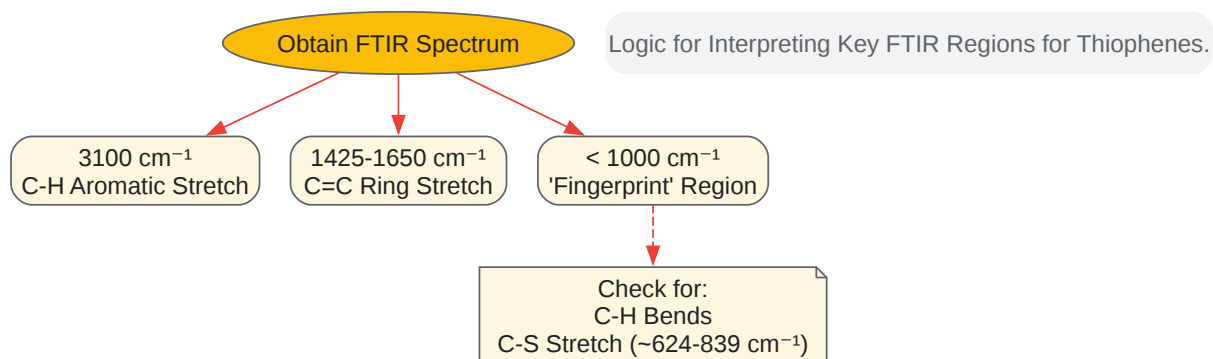 Obtain FTIR Spectrum
Logic for Interpreting Key FTIR Regions for Thiophenes.
3100 cm⁻¹
C-H Aromatic Stretch
1425-1650 cm⁻¹
C=C Ring Stretch
< 1000 cm⁻¹
'Fingerprint' Region
Check for:
C-H Bends
C-S Stretch (~624-839 cm⁻¹)